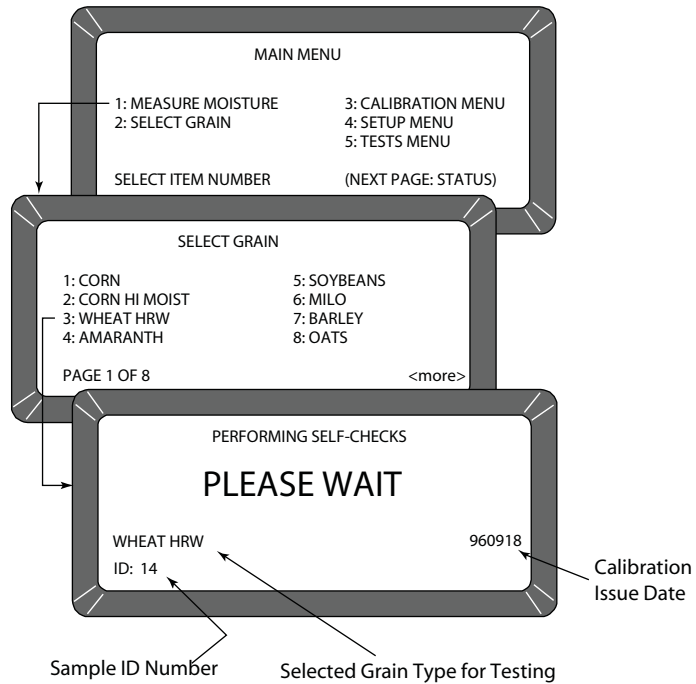 MAIN MENU
1: MEASURE MOISTURE
2: SELECT GRAIN
3: CALIBRATION MENU
4: SETUP MENU
5: TESTS MENU
SELECT ITEM NUMBER
(NEXT PAGE: STATUS)
SELECT GRAIN
1: CORN
2: CORN HI MOIST
3: WHEAT HRW
4: AMARANTH
5: SOYBEANS
6: MILO
7: BARLEY
8: OATS
PAGE 1 OF 8
<more>
PERFORMING SELF-CHECKS
PLEASE WAIT
WHEAT HRW
960918
ID: 14
Calibration
Issue Date
Sample ID Number
Selected Grain Type for Testing